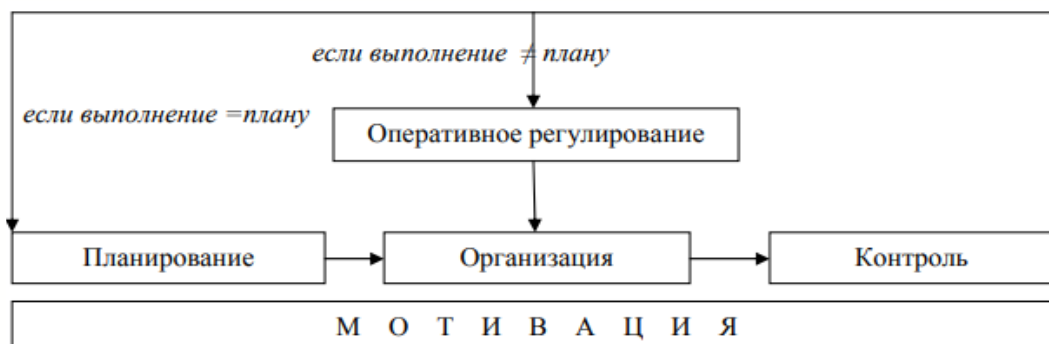 если выполнение ≠ плану
если выполнение =плану
Оперативное регулирование
Планирование
Организация
Контроль
М О Т И В А Ц И Я